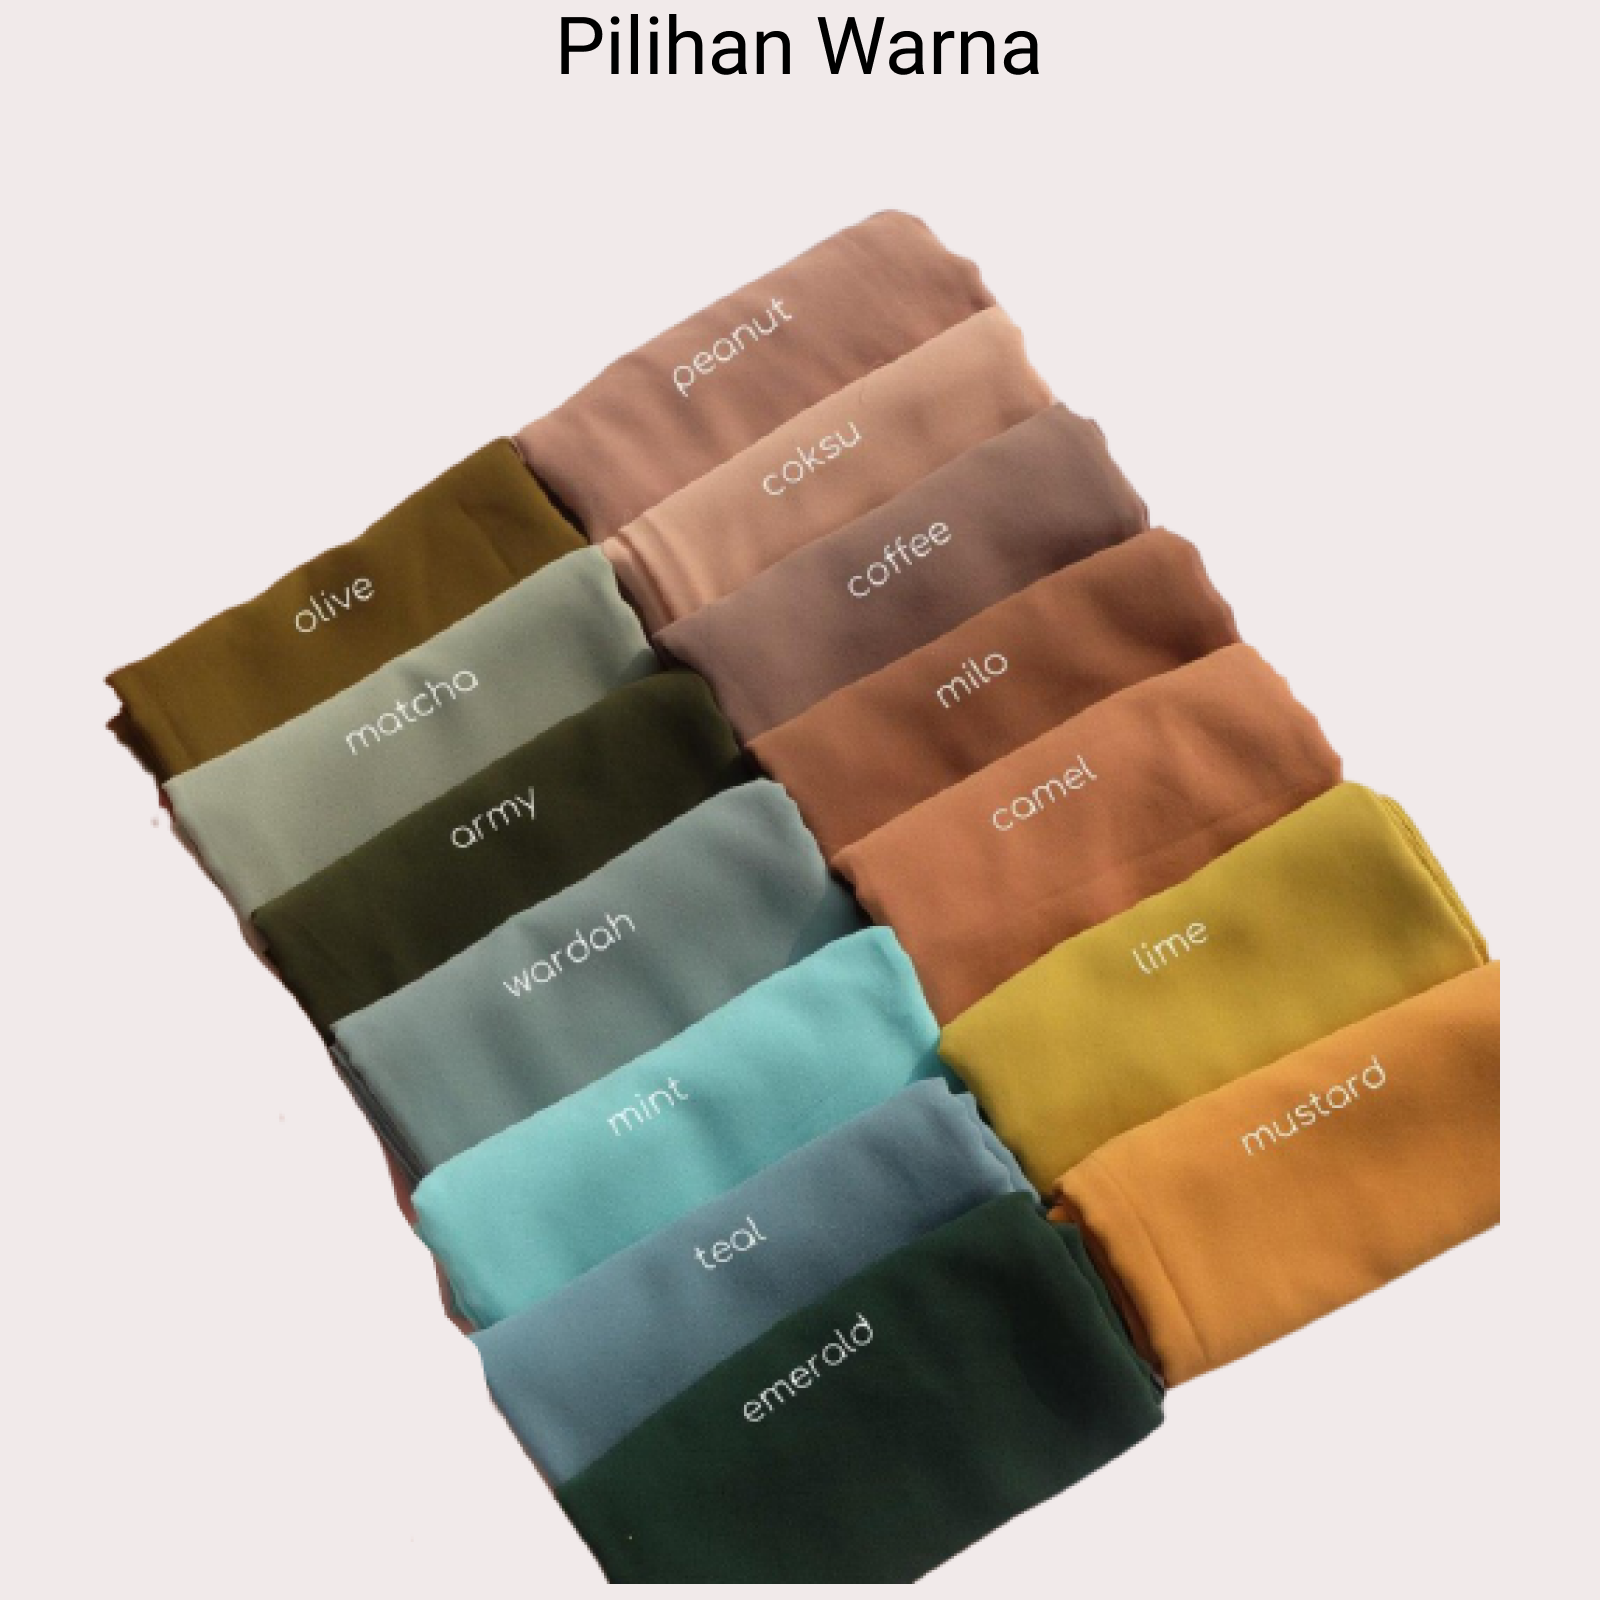 Pilihan Warna
peanut
coksu
coffee
milo
camel
lime
mustard
olive
matcha
army
wardah
mint
teal
emerald